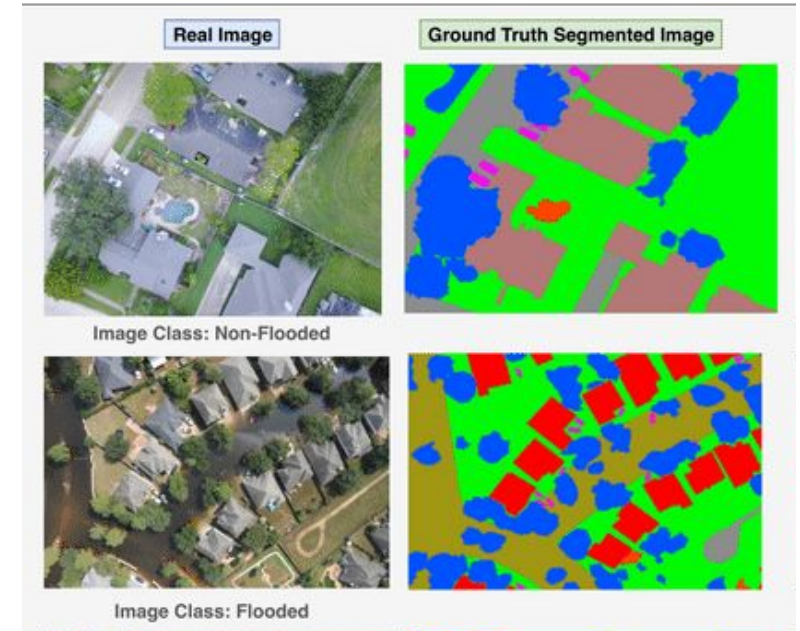 Real Image
Ground Truth Segmented Image
Image Class: Non-Flooded
Image Class: Flooded